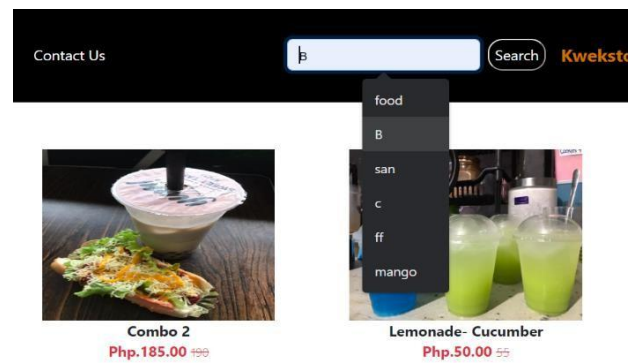 Contact Us
B
Search
food
B
san
c
ff
mango
Combo 2
Php.185.00 190
Lemonade- Cucumber
Php.50.00 55